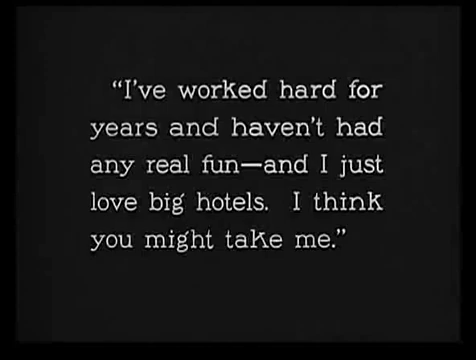 “I've worked hard for
years and haven't had
any real fun—and I just
love big hotels. I think
you might take me.”